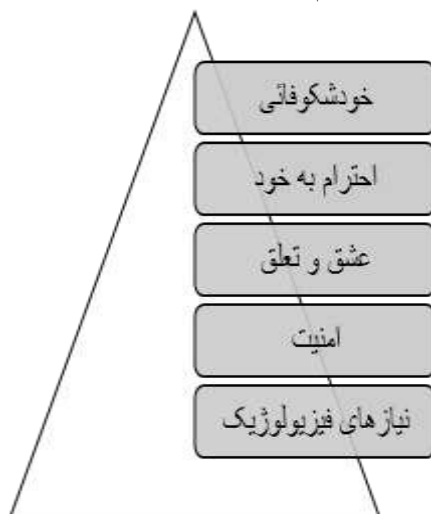 خودشکوفائی
احترام به خود
عشق و تعلق
امنیت
نیازهای فیزیولوژیک